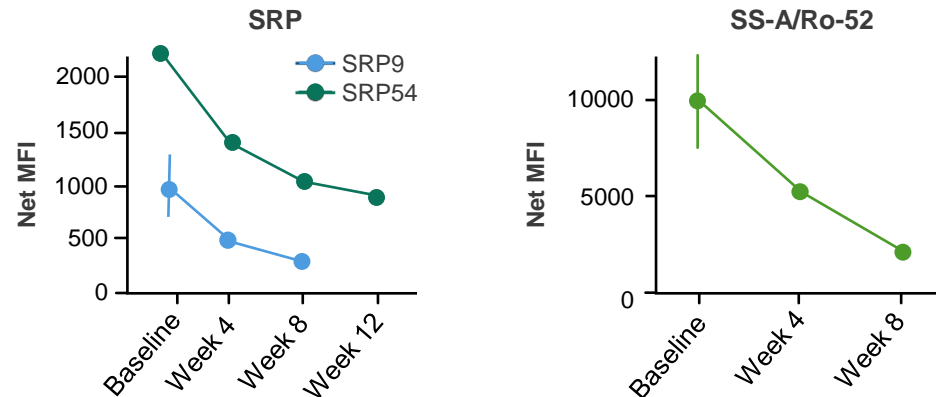 SRP
Net MFI
2000
1500
1000
500
0
SRP9
SRP54
Baseline
Week 4
Week 8
Week 12
SS-A/Ro-52
Net MFI
10000
5000
0
Baseline
Week 4
Week 8